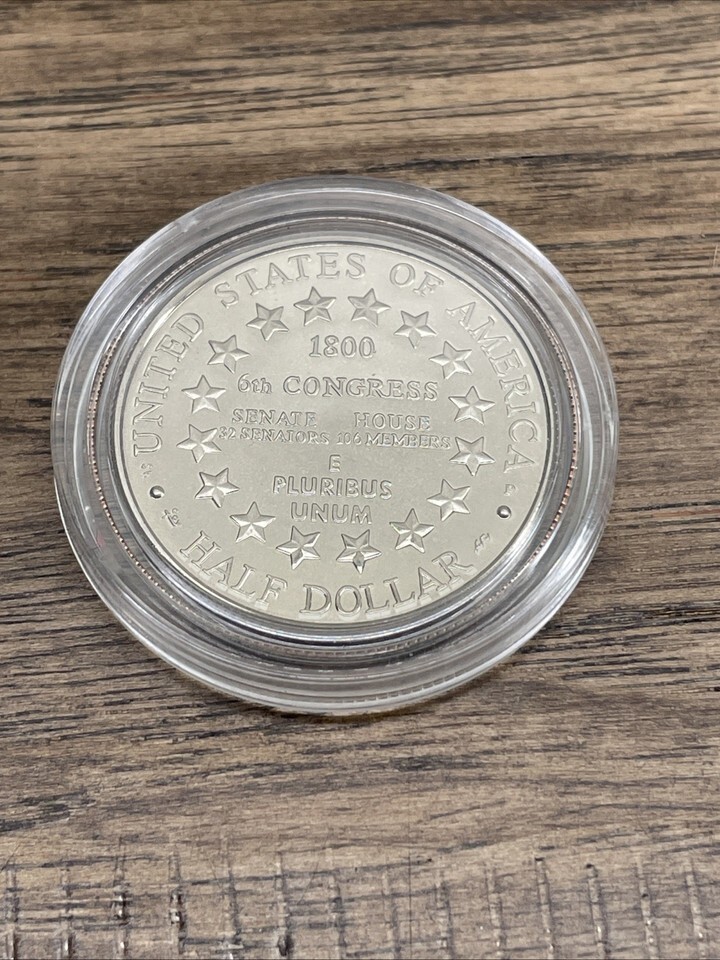 UNITED STATES OF AMERICA
1800
6th CONGRESS
SENATE HOUSE
32 SENATORS 106 MEMBERS
E
PLURIBUS
UNUM
P
HALF DOLLAR